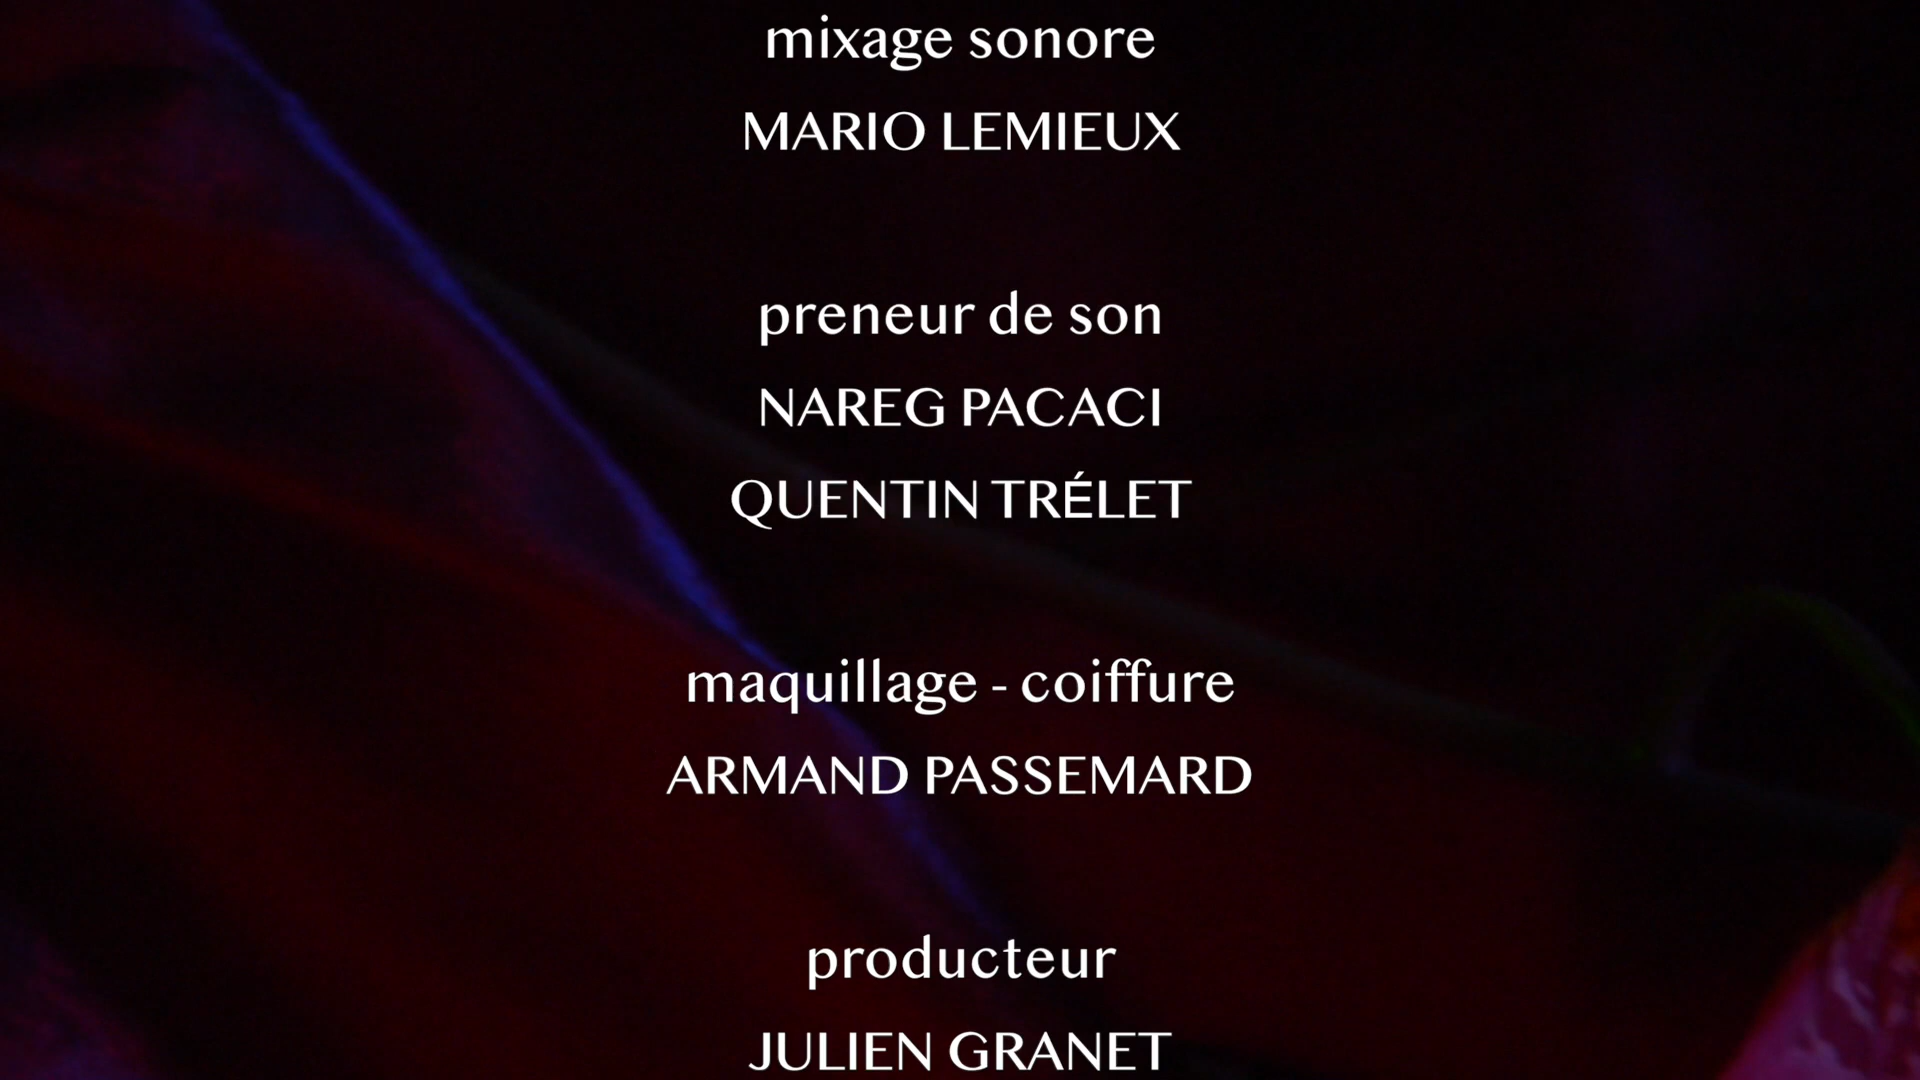 mixage sonore
MARIO LEMIEUX
preneur de son
NAREG PACACI
QUENTIN TRÉLET
maquillage - coiffure
ARMAND PASSEMARD
producteur
JULIEN GRANET